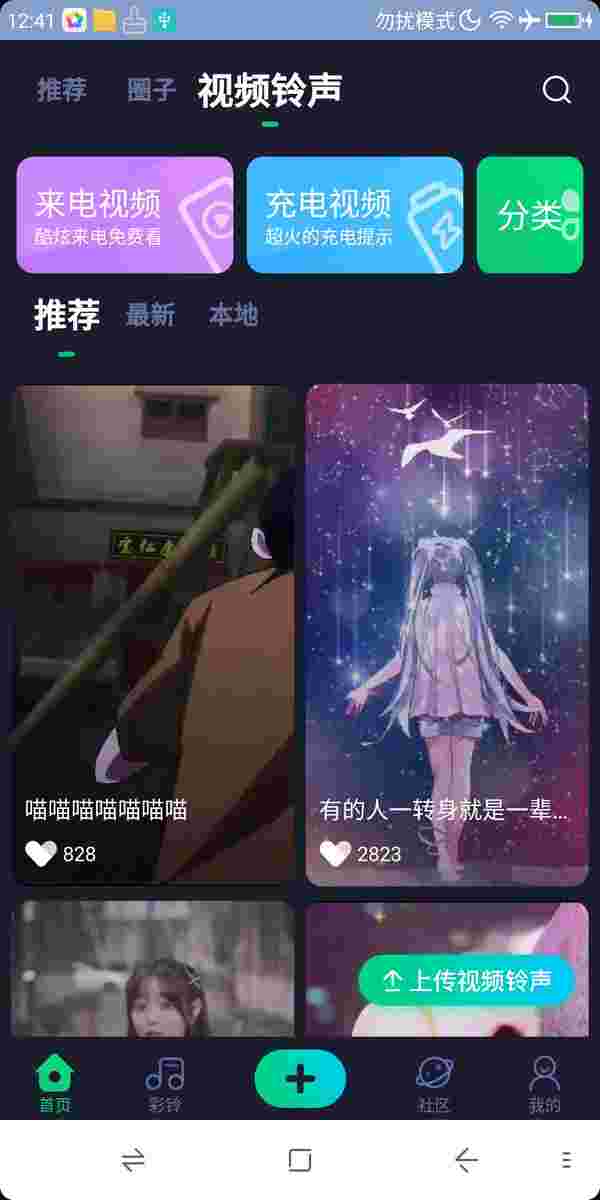 12:41 勿扰模式
推荐 圈子 视频铃声
来电视频
酷炫来电免费看
充电视频
超火的充电提示
分类
推荐 最新 本地
喵喵喵喵喵喵喵
828
有的人一转身就是一辈...
2823
上传视频铃声
首页 彩铃 社区 我的